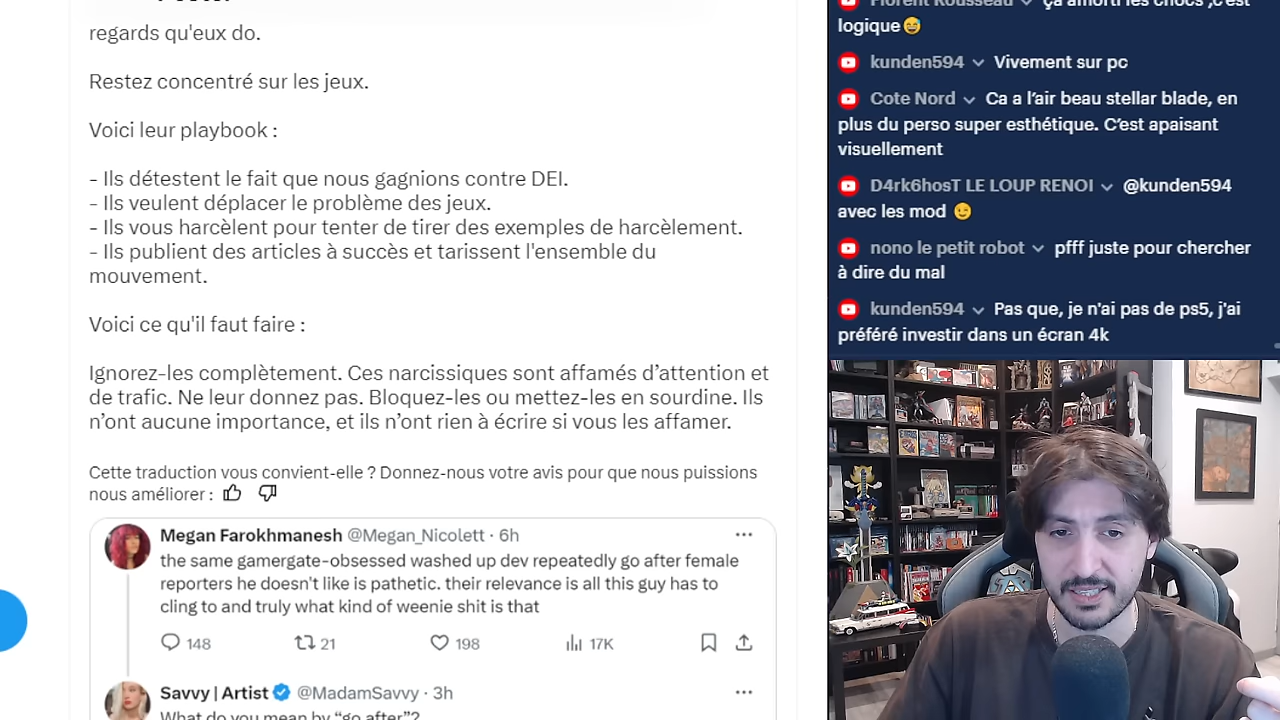 regards qu'eux do.
Restez concentré sur les jeux.
Voici leur playbook :
- Ils détestent le fait que nous gagnions contre DEI.
- Ils veulent déplacer le problème des jeux.
- Ils vous harcèlent pour tenter de tirer des exemples de harcèlement.
- Ils publient des articles à succès et tarissent l'ensemble du
mouvement.
Voici ce qu'il faut faire :
Ignorez-les complètement. Ces narcissiques sont affamés d’attention et
de trafic. Ne leur donnez pas. Bloquez-les ou mettez-les en sourdine. Ils
n’ont aucune importance, et ils n’ont rien à écrire si vous les affamer.
Cette traduction vous convient-elle ? Donnez-nous votre avis pour que nous puissions
nous améliorer :
Megan Farokhmanesh @Megan_Nicolett · 6h
the same gamergate-obsessed washed up dev repeatedly go after female
reporters he doesn't like is pathetic. their relevance is all this guy has to
cling to and truly what kind of weenie shit is that
148 21 198 17K
Savvy | Artist @MadamSavvy · 3h
What do you mean by “go after”?
Florent Rousseau ça amorti les chocs ,c'est
logique😅
kunden594 Vivement sur pc
Cote Nord Ca a l’air beau stellar blade, en
plus du perso super esthétique. C’est apaisant
visuellement
D4rk6hosT LE LOUP RENOI @kunden594
avec les mod 😉
nono le petit robot pfff juste pour chercher
à dire du mal
kunden594 Pas que, je n'ai pas de ps5, j'ai
préféré investir dans un écran 4k